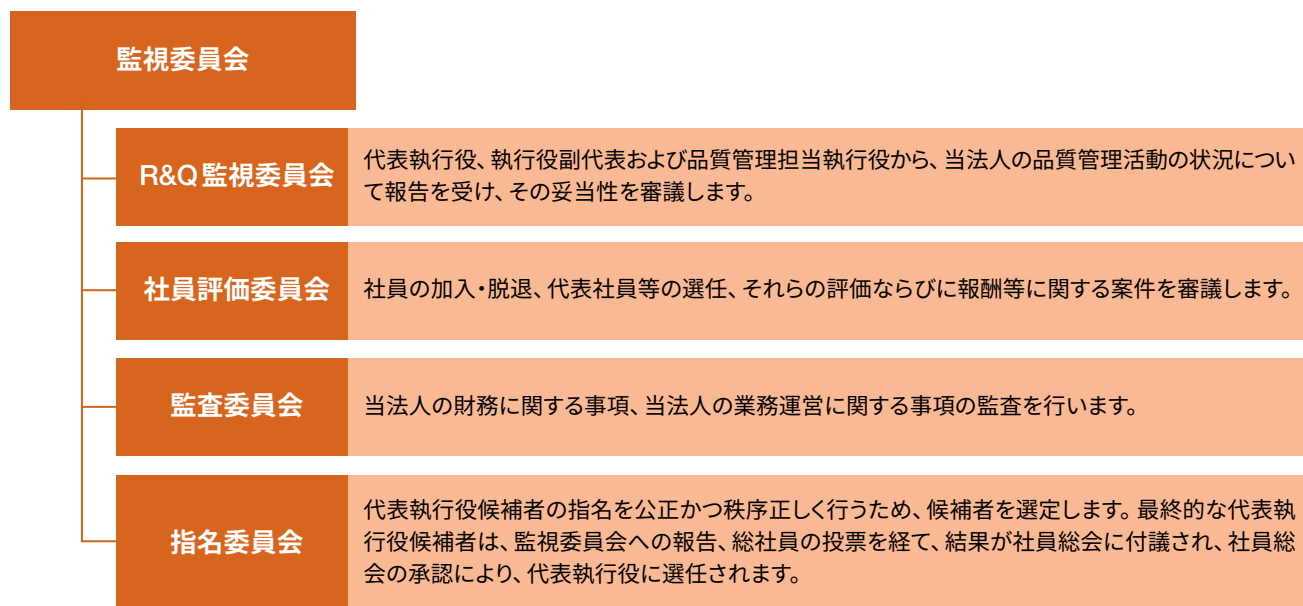 監視委員会
R&Q監視委員会
代表執行役、執行役副代表および品質管理担当執行役から、当法人の品質管理活動の状況につい
て報告を受け、その妥当性を審議します。
社員評価委員会
社員の加入・脱退、代表社員等の選任、それらの評価ならびに報酬等に関する案件を審議します。
監査委員会
当法人の財務に関する事項、当法人の業務運営に関する事項の監査を行います。
指名委員会
代表執行役候補者の指名を公正かつ秩序正しく行うため、候補者を選定します。最終的な代表執
行役候補者は、監視委員会への報告、総社員の投票を経て、結果が社員総会に付議され、社員総
会の承認により、代表執行役に選任されます。